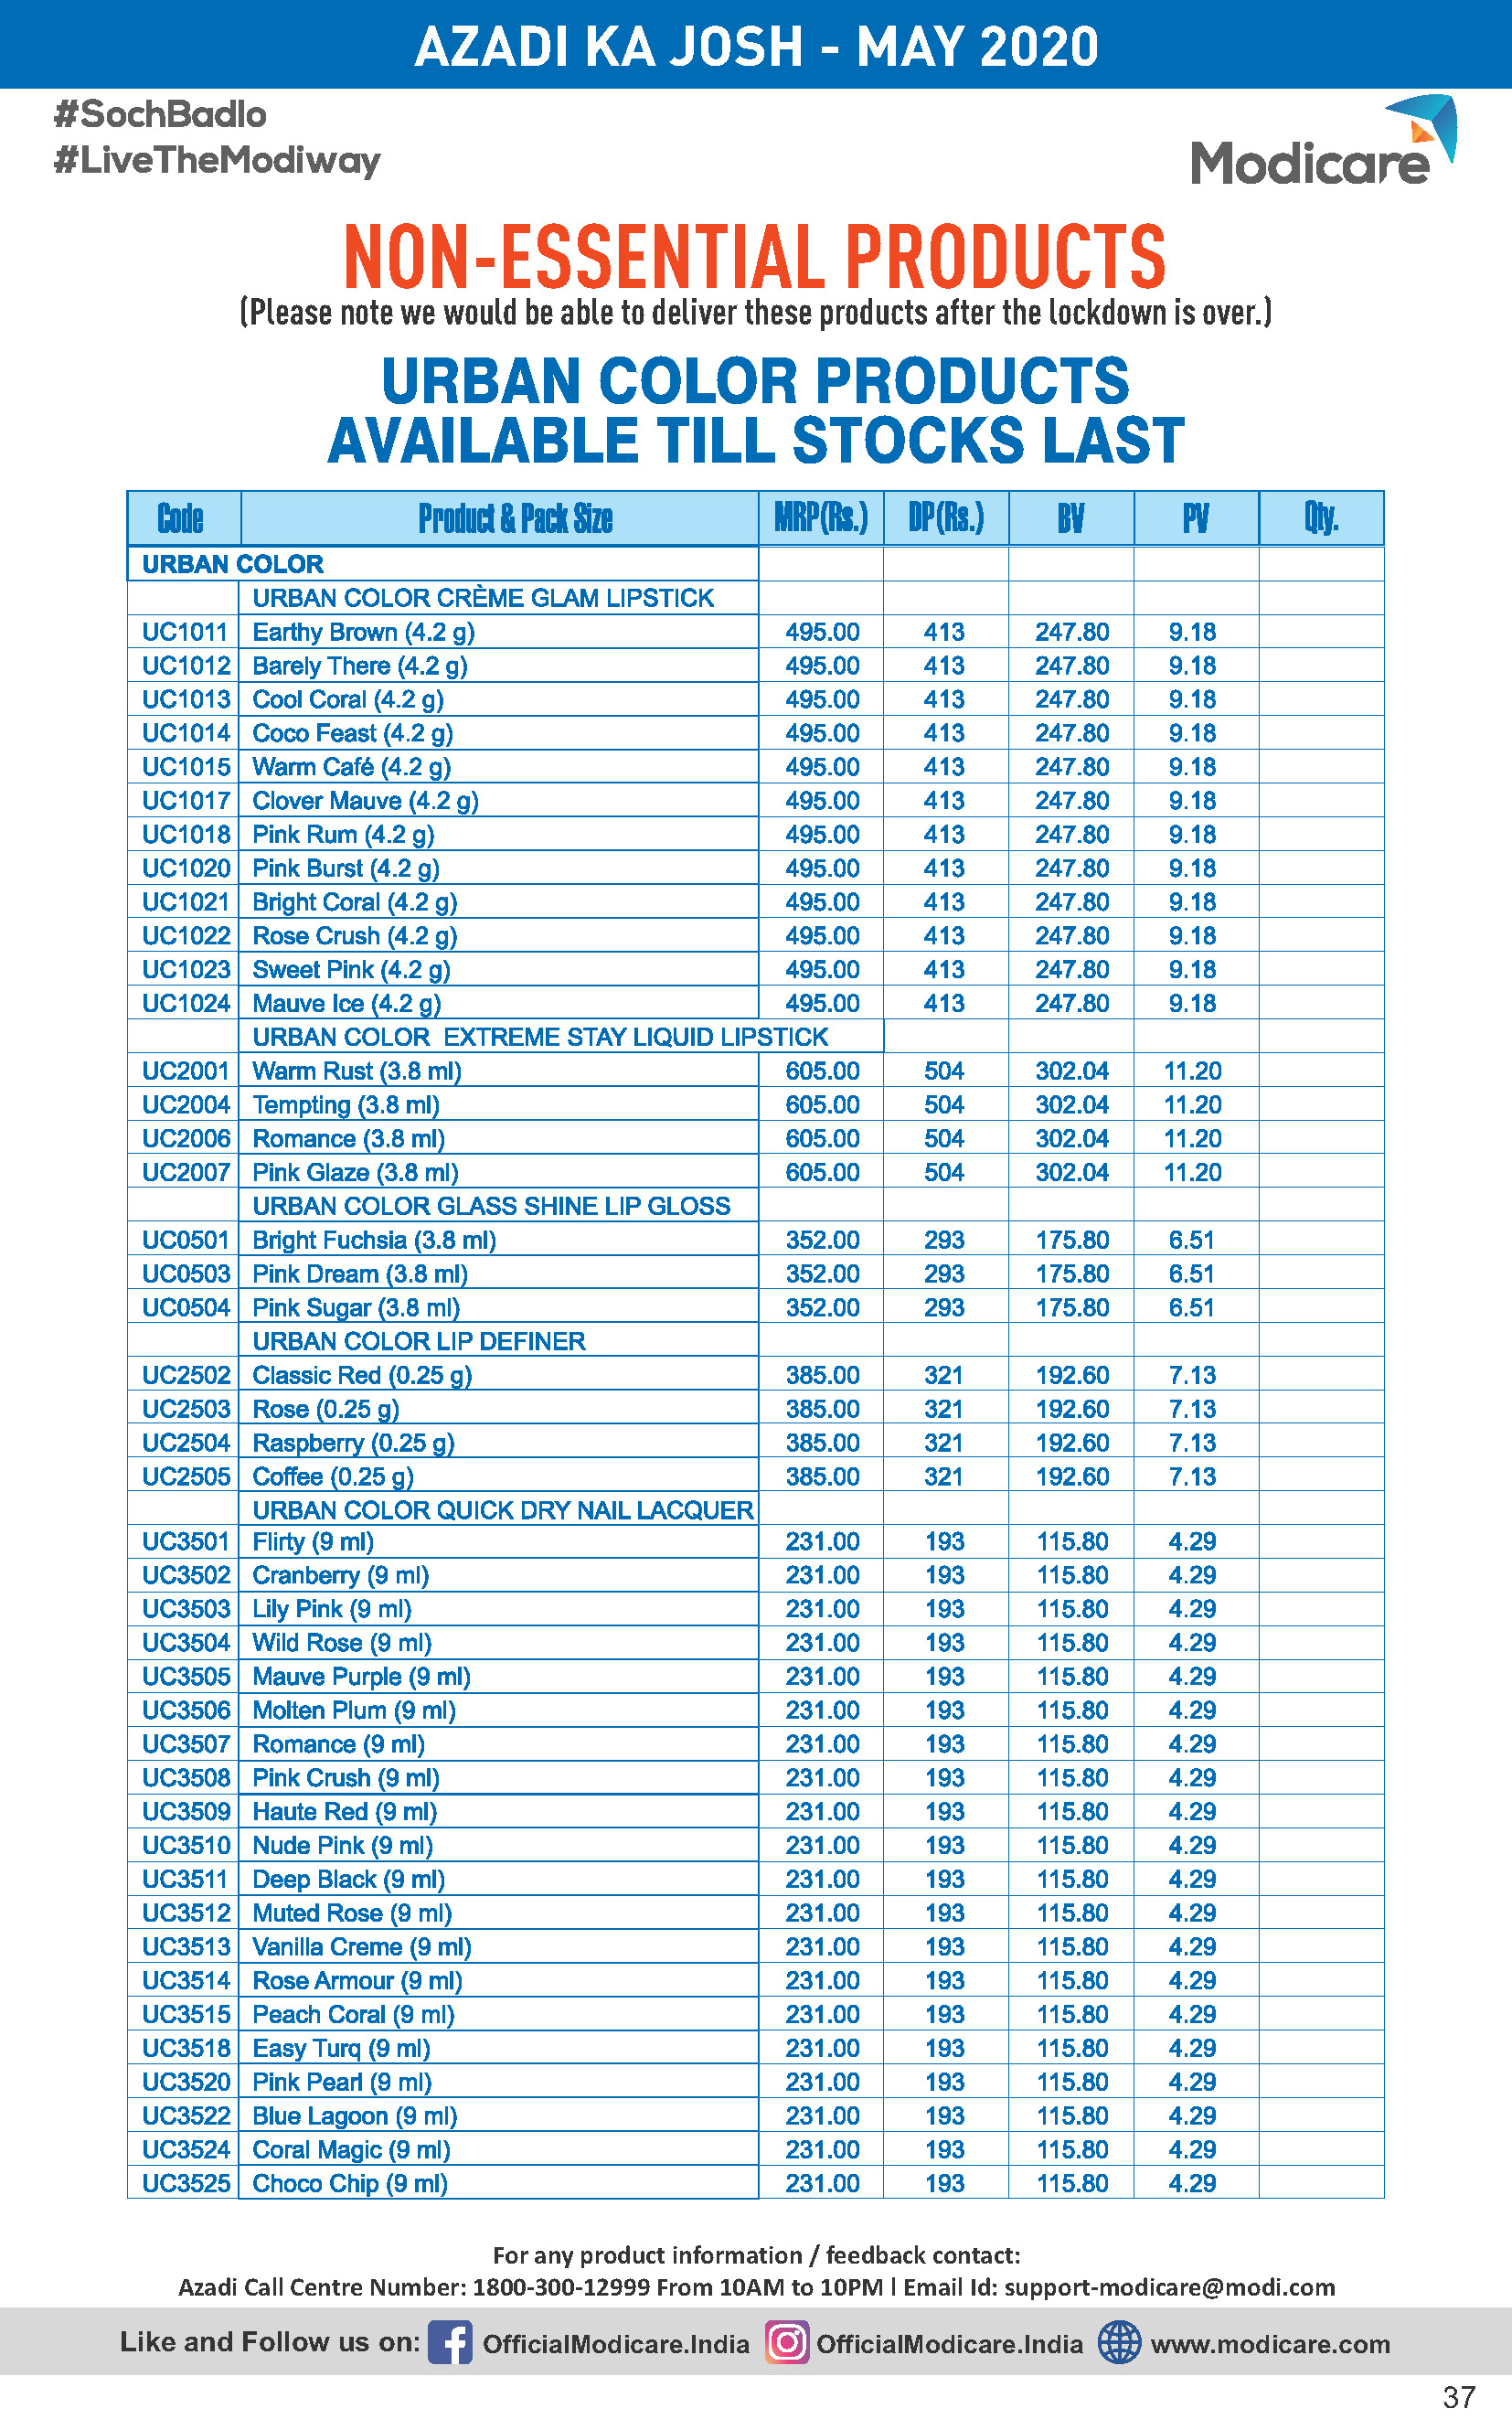 AZADI KA JOSH - MAY 2020
#SochBadlo
#LiveTheModiway
Modicare
NON-ESSENTIAL PRODUCTS
(Please note we would be able to deliver these products after the lockdown is over.)
URBAN COLOR PRODUCTS
AVAILABLE TILL STOCKS LAST
Code Product & Pack Size MRP(Rs.) DP(Rs.) BV PV Qty.
URBAN COLOR
URBAN COLOR CRÈME GLAM LIPSTICK
UC1011 Earthy Brown (4.2 g) 495.00 413 247.80 9.18
UC1012 Barely There (4.2 g) 495.00 413 247.80 9.18
UC1013 Cool Coral (4.2 g) 495.00 413 247.80 9.18
UC1014 Coco Feast (4.2 g) 495.00 413 247.80 9.18
UC1015 Warm Café (4.2 g) 495.00 413 247.80 9.18
UC1017 Clover Mauve (4.2 g) 495.00 413 247.80 9.18
UC1018 Pink Rum (4.2 g) 495.00 413 247.80 9.18
UC1020 Pink Burst (4.2 g) 495.00 413 247.80 9.18
UC1021 Bright Coral (4.2 g) 495.00 413 247.80 9.18
UC1022 Rose Crush (4.2 g) 495.00 413 247.80 9.18
UC1023 Sweet Pink (4.2 g) 495.00 413 247.80 9.18
UC1024 Mauve Ice (4.2 g) 495.00 413 247.80 9.18
URBAN COLOR EXTREME STAY LIQUID LIPSTICK
UC2001 Warm Rust (3.8 ml) 605.00 504 302.04 11.20
UC2004 Tempting (3.8 ml) 605.00 504 302.04 11.20
UC2006 Romance (3.8 ml) 605.00 504 302.04 11.20
UC2007 Pink Glaze (3.8 ml) 605.00 504 302.04 11.20
URBAN COLOR GLASS SHINE LIP GLOSS
UC0501 Bright Fuchsia (3.8 ml) 352.00 293 175.80 6.51
UC0503 Pink Dream (3.8 ml) 352.00 293 175.80 6.51
UC0504 Pink Sugar (3.8 ml) 352.00 293 175.80 6.51
URBAN COLOR LIP DEFINER
UC2502 Classic Red (0.25 g) 385.00 321 192.60 7.13
UC2503 Rose (0.25 g) 385.00 321 192.60 7.13
UC2504 Raspberry (0.25 g) 385.00 321 192.60 7.13
UC2505 Coffee (0.25 g) 385.00 321 192.60 7.13
URBAN COLOR QUICK DRY NAIL LACQUER
UC3501 Flirty (9 ml) 231.00 193 115.80 4.29
UC3502 Cranberry (9 ml) 231.00 193 115.80 4.29
UC3503 Lily Pink (9 ml) 231.00 193 115.80 4.29
UC3504 Wild Rose (9 ml) 231.00 193 115.80 4.29
UC3505 Mauve Purple (9 ml) 231.00 193 115.80 4.29
UC3506 Molten Plum (9 ml) 231.00 193 115.80 4.29
UC3507 Romance (9 ml) 231.00 193 115.80 4.29
UC3508 Pink Crush (9 ml) 231.00 193 115.80 4.29
UC3509 Haute Red (9 ml) 231.00 193 115.80 4.29
UC3510 Nude Pink (9 ml) 231.00 193 115.80 4.29
UC3511 Deep Black (9 ml) 231.00 193 115.80 4.29
UC3512 Muted Rose (9 ml) 231.00 193 115.80 4.29
UC3513 Vanilla Creme (9 ml) 231.00 193 115.80 4.29
UC3514 Rose Armour (9 ml) 231.00 193 115.80 4.29
UC3515 Peach Coral (9 ml) 231.00 193 115.80 4.29
UC3518 Easy Turq (9 ml) 231.00 193 115.80 4.29
UC3520 Pink Pearl (9 ml) 231.00 193 115.80 4.29
UC3522 Blue Lagoon (9 ml) 231.00 193 115.80 4.29
UC3524 Coral Magic (9 ml) 231.00 193 115.80 4.29
UC3525 Choco Chip (9 ml) 231.00 193 115.80 4.29
For any product information / feedback contact:
Azadi Call Centre Number: 1800-300-12999 From 10AM to 10PM l Email Id: support-modicare@modi.com
Like and Follow us on: OfficialModicare.India OfficialModicare.India www.modicare.com
37